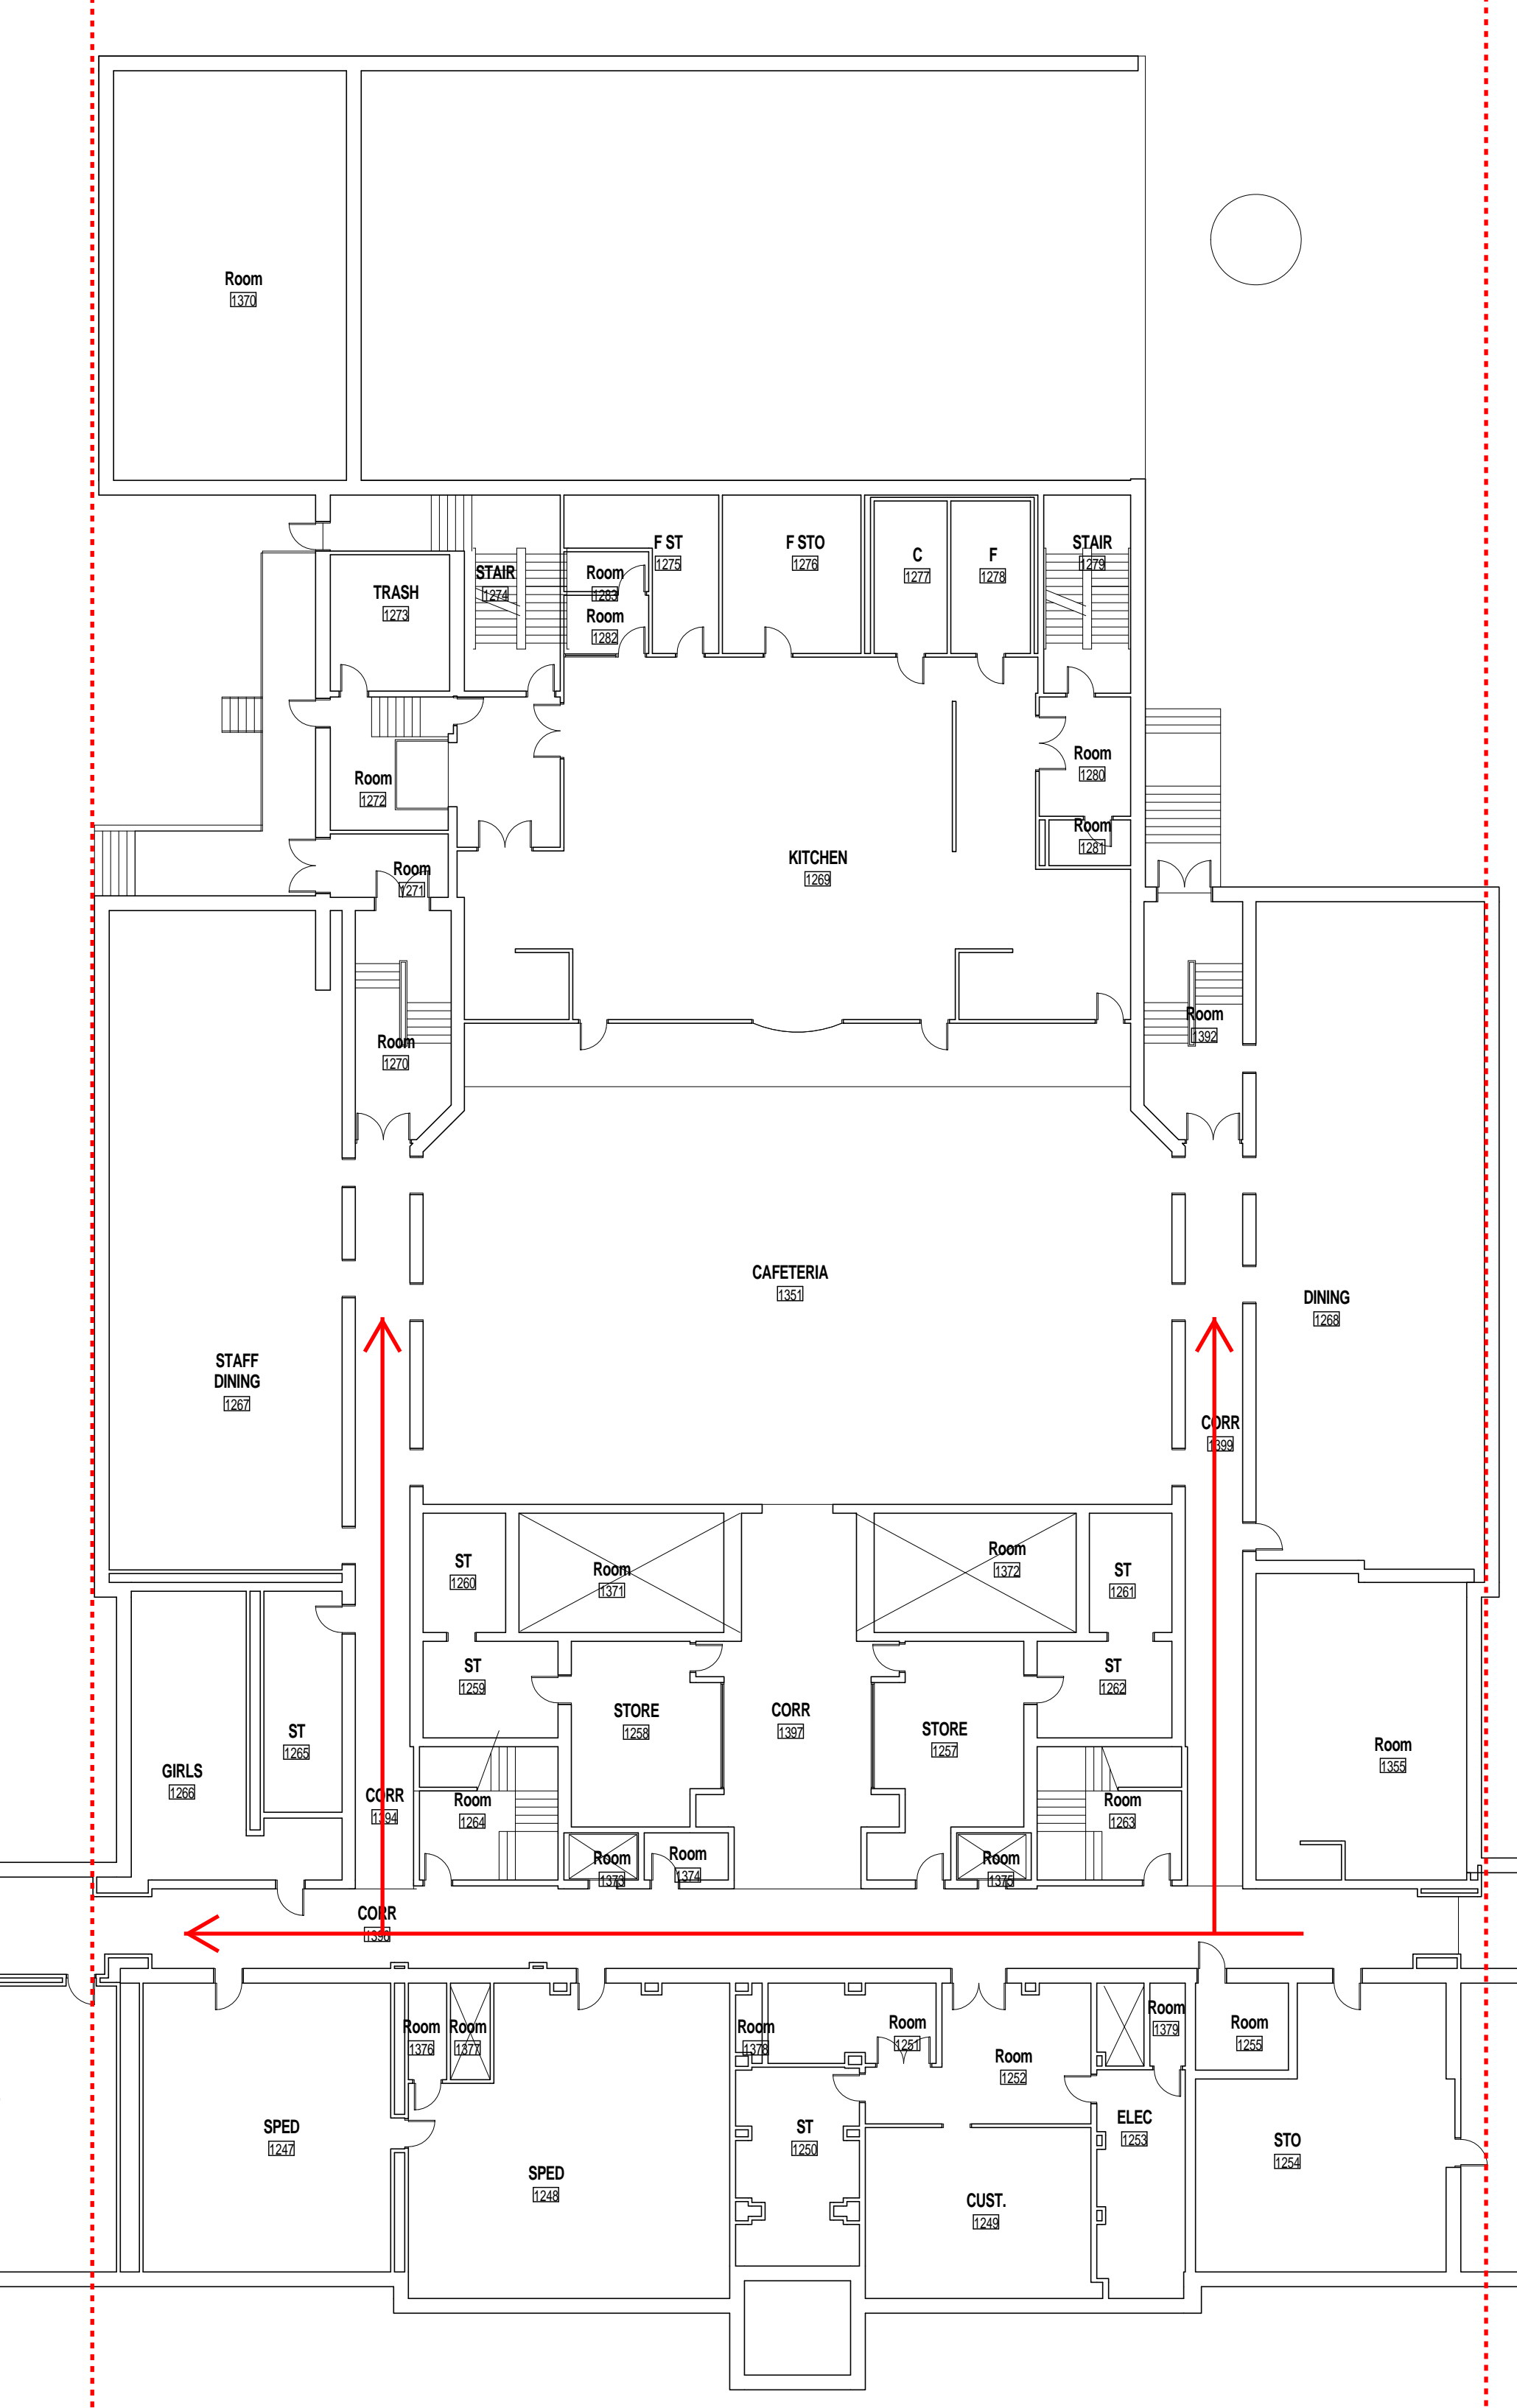 Room
1370
F ST
1275
F STO
1276
C
1277
F
1278
STAIR
1279
STAIR
1274
Room
1283
TRASH
1273
Room
1282
Room
1272
Room
1280
Room
1281
KITCHEN
1269
Room
1271
Room
1270
Room
1392
CAFETERIA
1351
DINING
1268
STAFF
DINING
1267
CORR
1399
ST
1260
Room
1371
Room
1372
ST
1261
ST
1259
ST
1262
STORE
1258
CORR
1397
STORE
1257
ST
1265
Room
1355
GIRLS
1266
CORR
1394
Room
1264
Room
1263
Room
1373
Room
1374
Room
1375
CORR
Room
1376
Room
1377
Room
1378
Room
1251
Room
1379
Room
1255
Room
1252
SPED
1247
ST
1250
ELEC
1253
STO
1254
SPED
1248
CUST.
1249